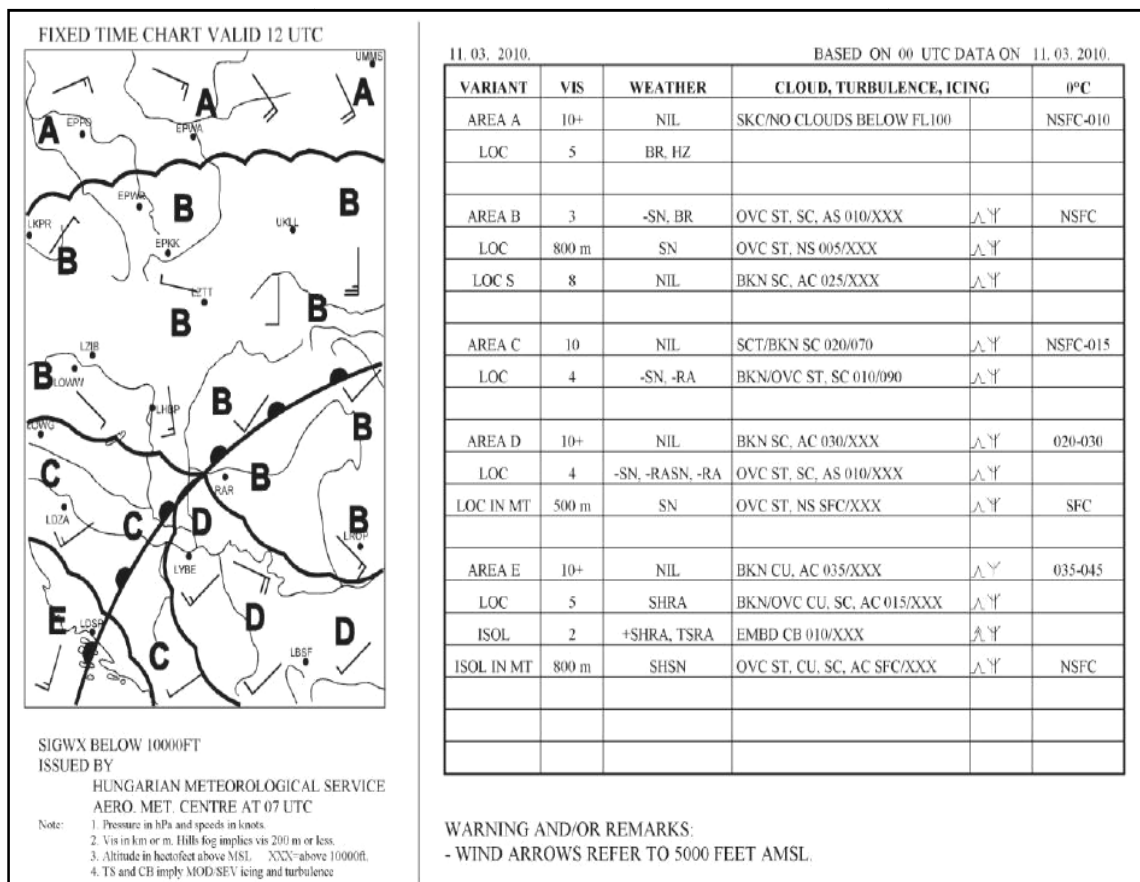 FIXED TIME CHART VALID 12 UTC
UMMS
A
A
A
EPPO
EPWA
EPWR
B
B
LKPR
UKLL
EPKK
B
LZTT
B
B
LZIB
B
LOWW
LHBP
B
B
LOWG
C
B
RAR
LDZA
C
D
B
LROP
LYBE
E
D
D
LDSP
C
LBSF
SIGWX BELOW 10000FT
ISSUED BY
HUNGARIAN METEOROLOGICAL SERVICE
AERO. MET. CENTRE AT 07 UTC
Note: 1. Pressure in hPa and speeds in knots.
2. Vis in km or m. Hills fog implies vis 200 m or less.
3. Altitude in hectofeet above MSL XXX=above 10000ft.
4. TS and CB imply MOD/SEV icing and turbulence
11. 03. 2010. BASED ON 00 UTC DATA ON 11. 03. 2010.
VARIANT VIS WEATHER CLOUD, TURBULENCE, ICING 0°C
AREA A 10+ NIL SKC/NO CLOUDS BELOW FL100 NSFC-010
LOC 5 BR, HZ
AREA B 3 -SN, BR OVC ST, SC, AS 010/XXX NSFC
LOC 800 m SN OVC ST, NS 005/XXX
LOC S 8 NIL BKN SC, AC 025/XXX
AREA C 10 NIL SCT/BKN SC 020/070 NSFC-015
LOC 4 -SN, -RA BKN/OVC ST, SC 010/090
AREA D 10+ NIL BKN SC, AC 030/XXX 020-030
LOC 4 -SN, -RASN, -RA OVC ST, SC, AS 010/XXX
LOC IN MT 500 m SN OVC ST, NS SFC/XXX SFC
AREA E 10+ NIL BKN CU, AC 035/XXX 035-045
LOC 5 SHRA BKN/OVC CU, SC, AC 015/XXX
ISOL 2 +SHRA, TSRA EMBD CB 010/XXX
ISOL IN MT 800 m SHSN OVC ST, CU, SC, AC SFC/XXX NSFC
WARNING AND/OR REMARKS:
- WIND ARROWS REFER TO 5000 FEET AMSL.